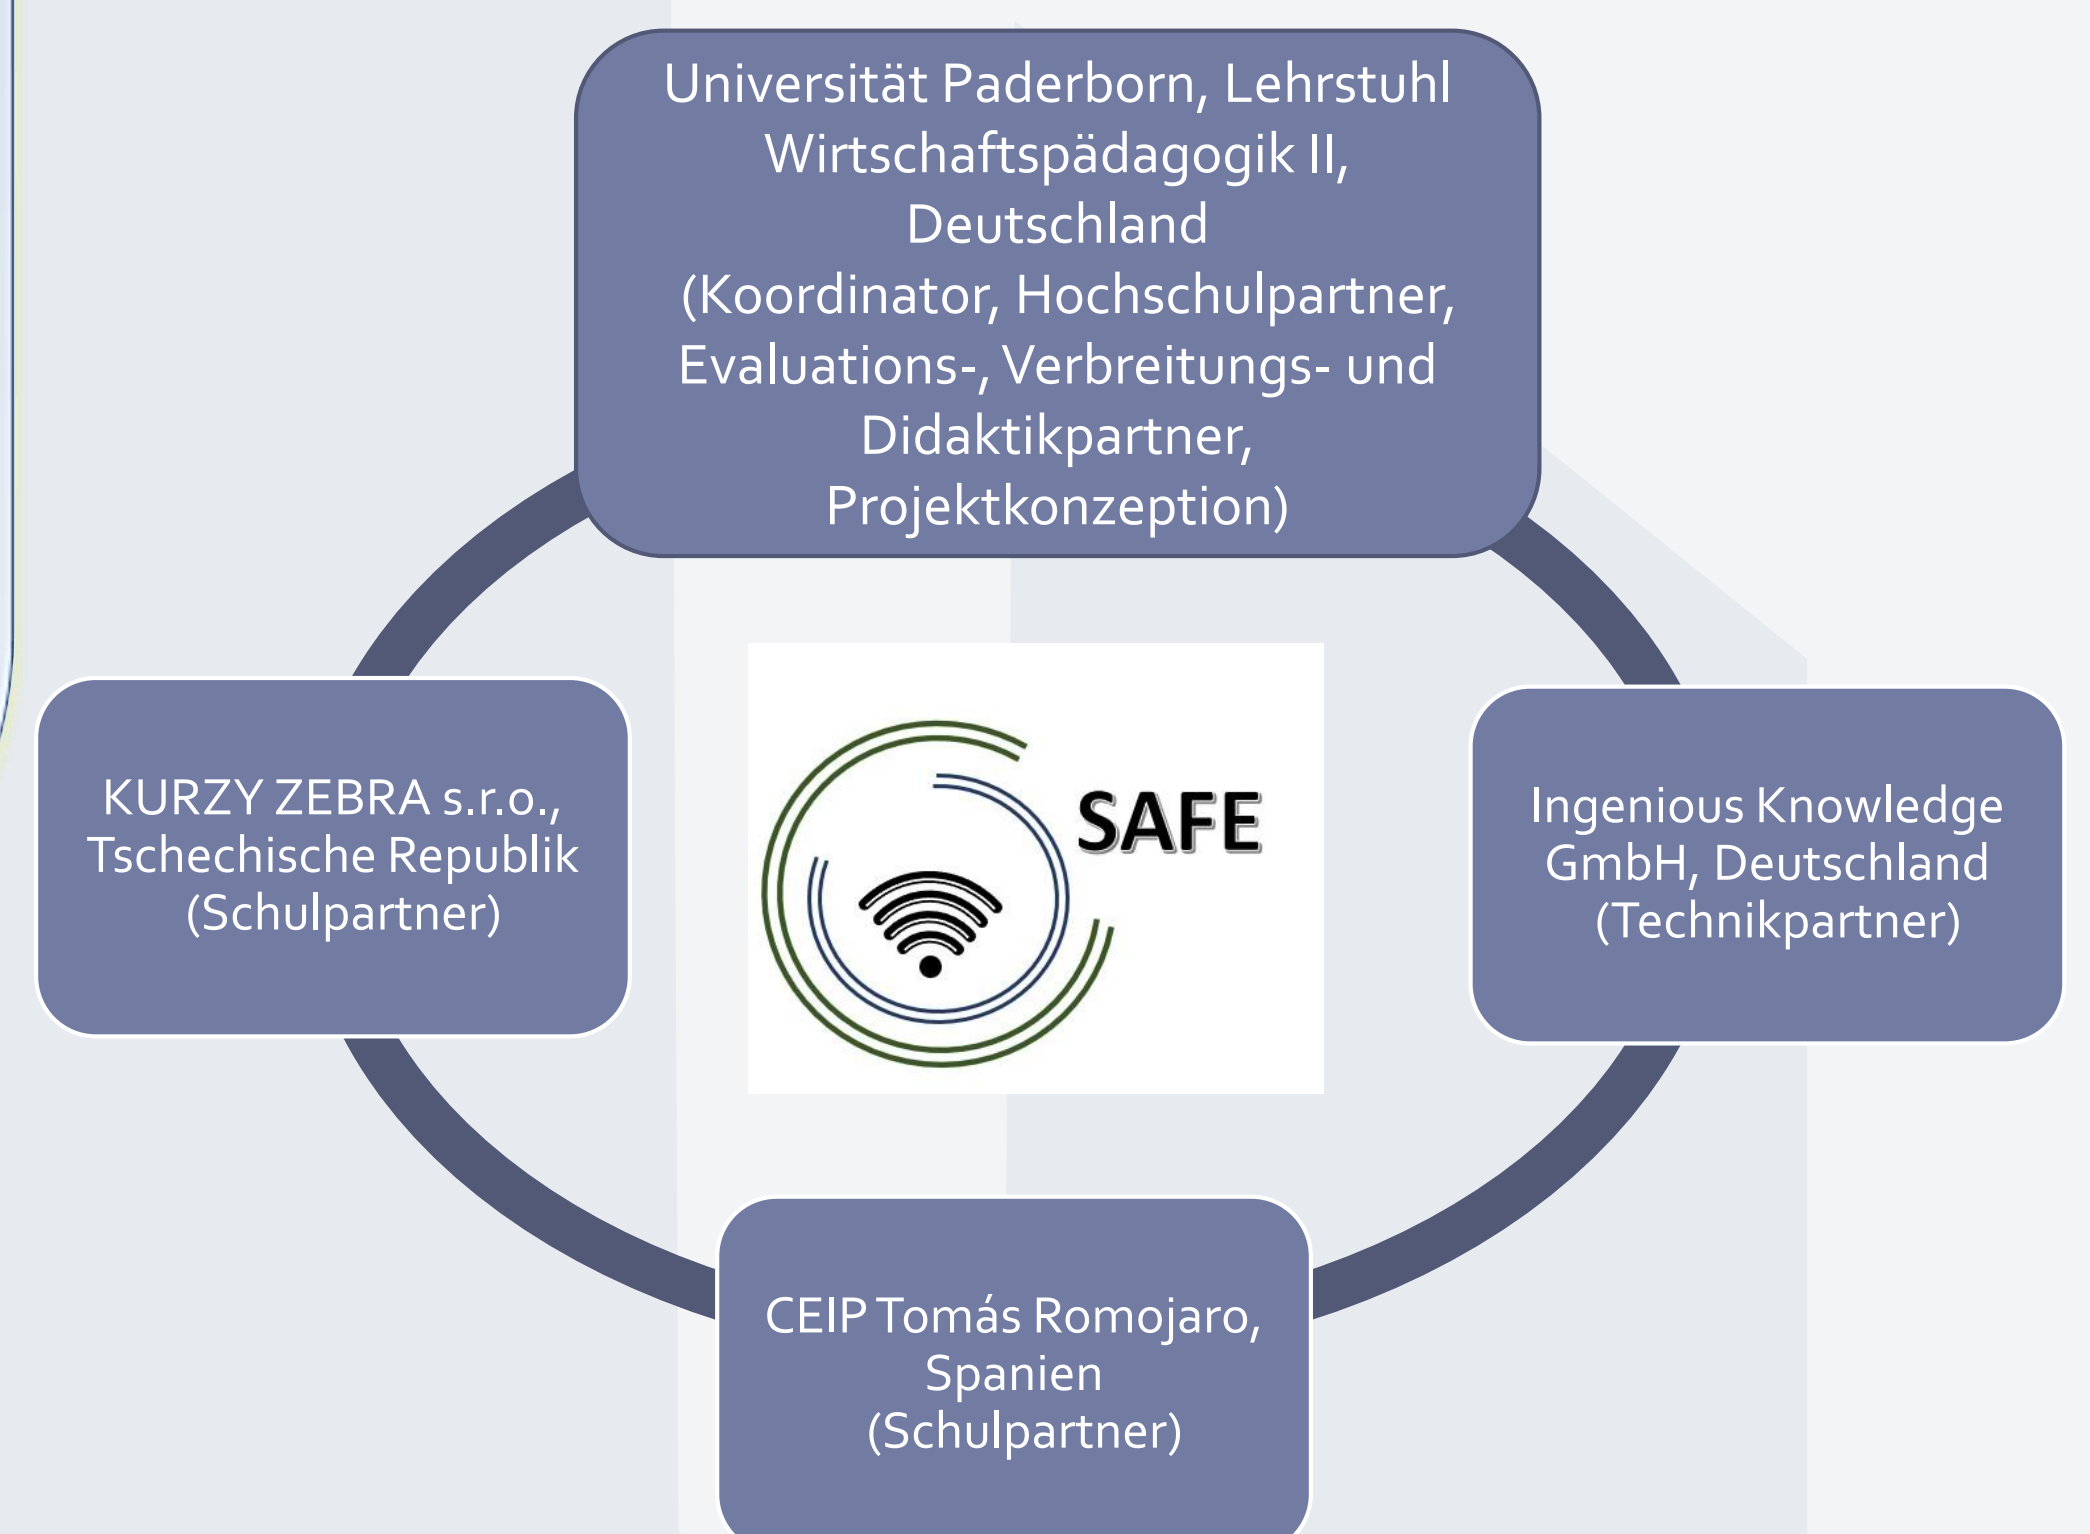 Universität Paderborn, Lehrstuhl
Wirtschaftspädagogik II,
Deutschland
(Koordinator, Hochschulpartner,
Evaluations-, Verbreitungs- und
Didaktikpartner,
Projektkonzeption)
KURZY ZEBRA s.r.o.,
Tschechische Republik
(Schulpartner)
SAFE
Ingenious Knowledge
GmbH, Deutschland
(Technikpartner)
CEIP Tomás Romojaro,
Spanien
(Schulpartner)